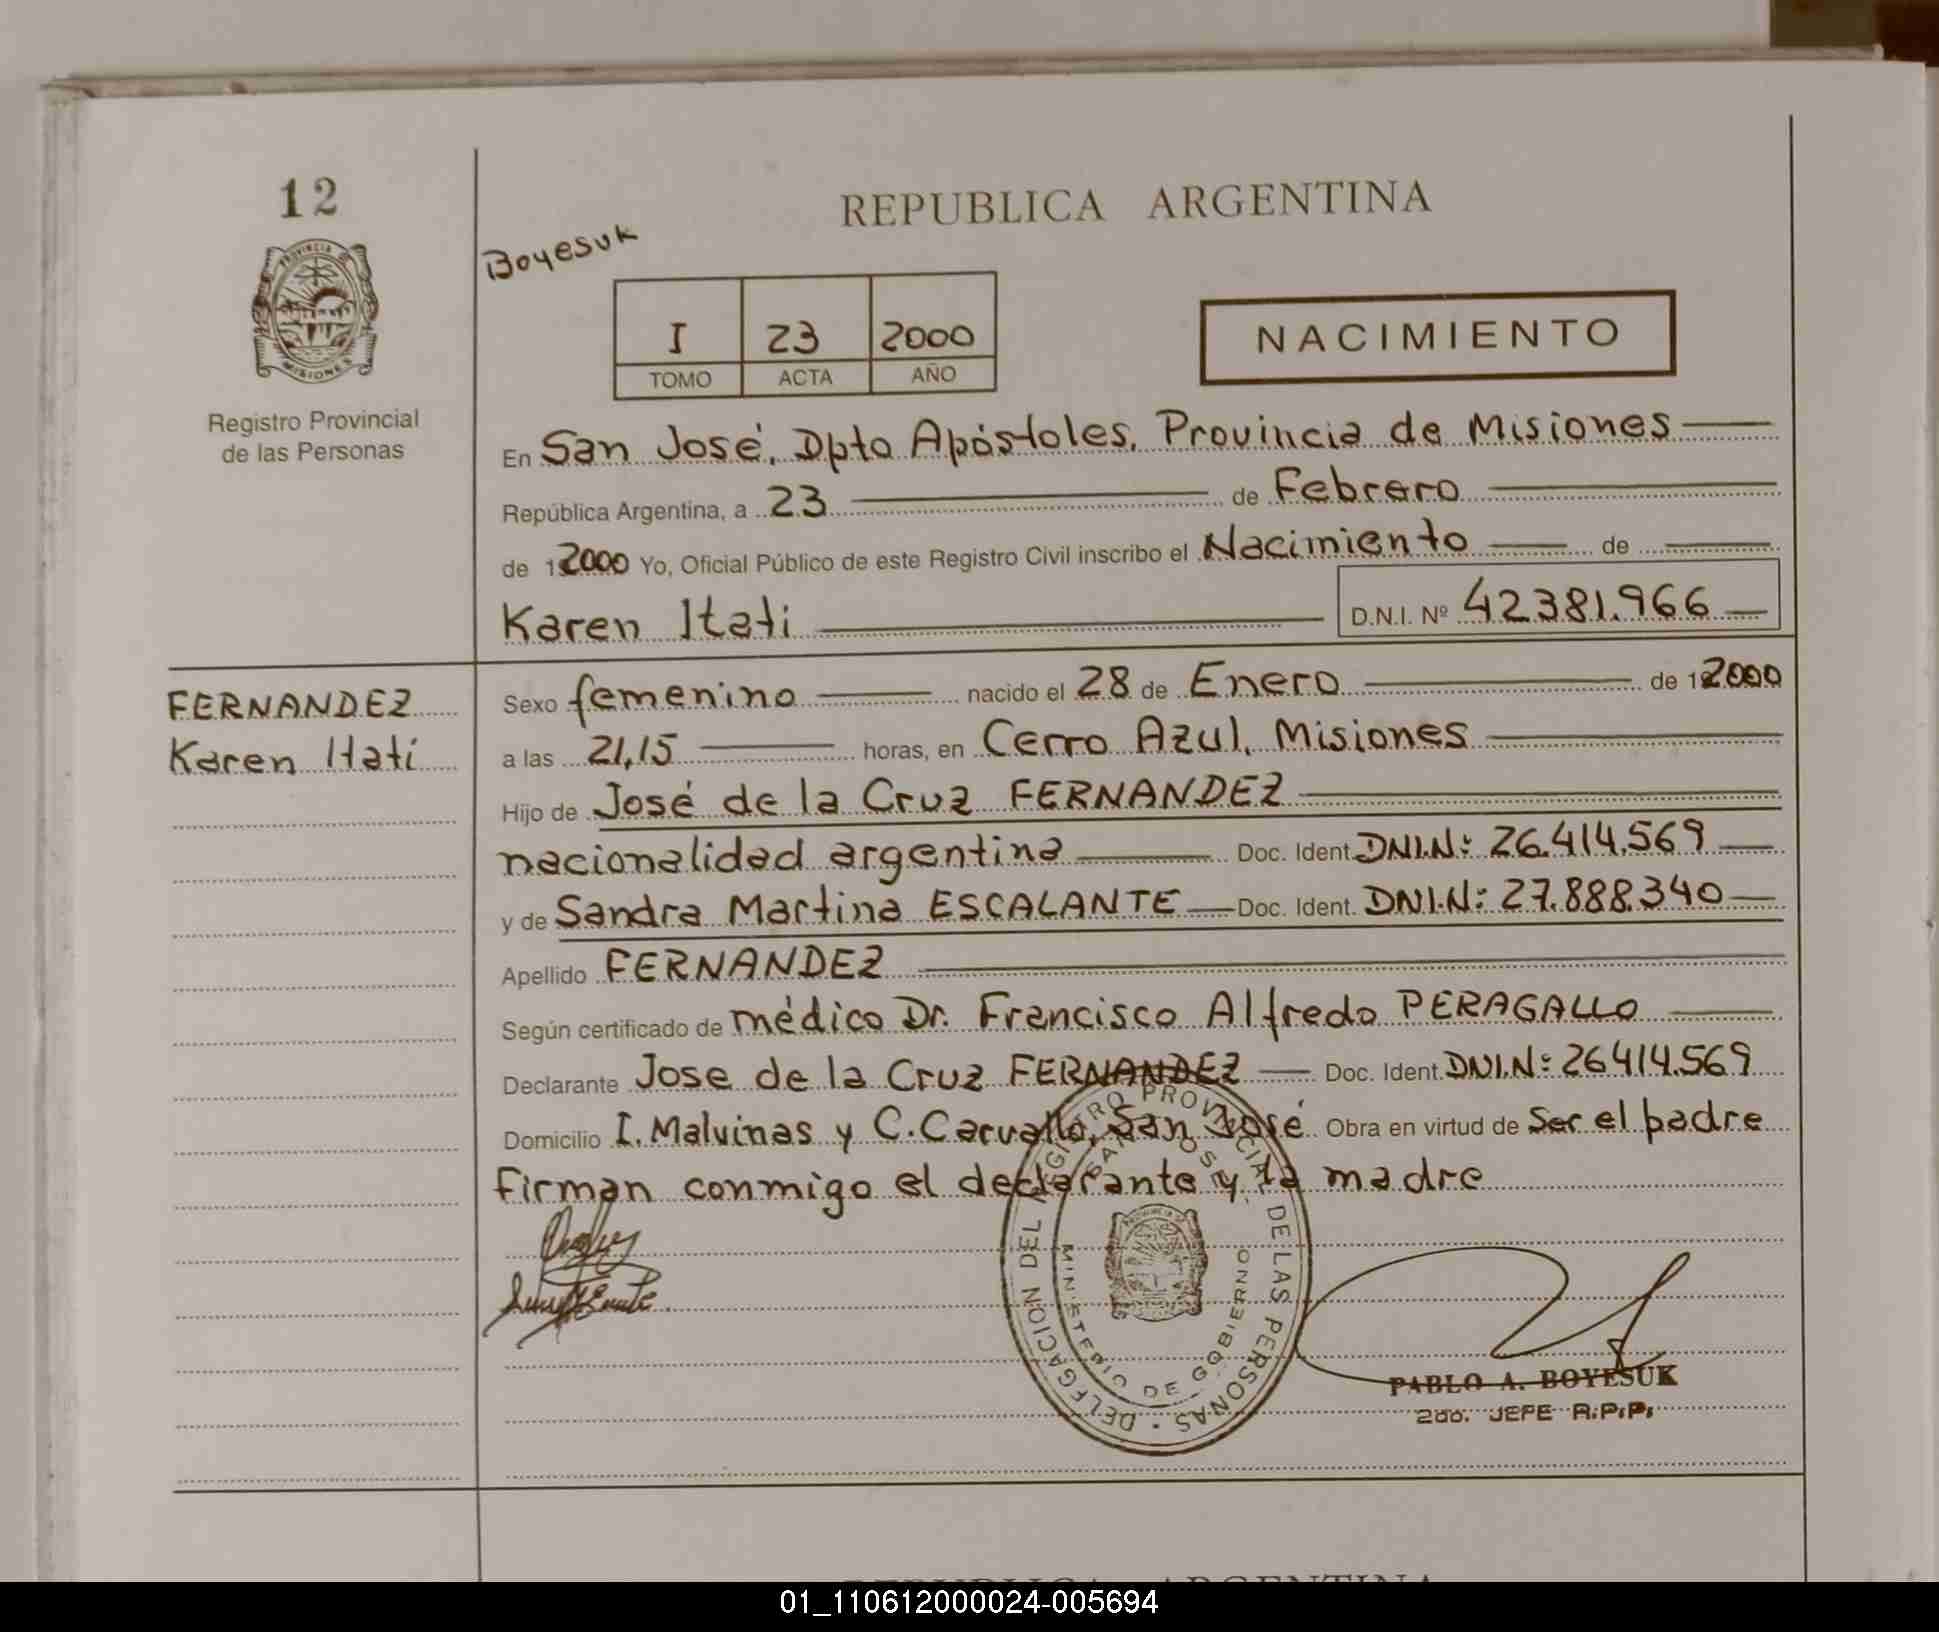 12
REPUBLICA ARGENTINA
Boyesuk
I 23 2000
TOMO ACTA AÑO
NACIMIENTO
PROVINCIA DE
MISIONES
Registro Provincial
de las Personas
En San José, Dpto Apóstoles, Provincia de Misiones
República Argentina, a 23 de Febrero
de 2000 Yo, Oficial Público de este Registro Civil inscribo el Nacimiento de
Karen Itati D.N.I. Nº 42381.966
FERNANDEZ
Karen Itati
Sexo femenino nacido el 28 de Enero de 2000
a las 21,15 horas, en Cerro Azul, Misiones
Hijo de José de la Cruz FERNANDEZ
nacionalidad argentina Doc. Ident. DNI.N: 26.414.569
y de Sandra Martina ESCALANTE Doc. Ident. DNI.N: 27.888.340
Apellido FERNANDEZ
Según certificado de médico Dr. Francisco Alfredo PERAGALLO
Declarante Jose de la Cruz FERNANDEZ Doc. Ident. DNI.N: 26414.569
Domicilio I. Malvinas y C. Carvallo, San José Obra en virtud de Ser el padre
Firman conmigo el declarante y la madre
DELEGACION DEL REGISTRO PROVINCIAL DE LAS PERSONAS
SAN JOSE
MINISTERIO DE GOBIERNO
PABLO A. BOYESUK
2do. JEFE R.P.P.
REPUBLICA ARGENTINA
01_110612000024-005694